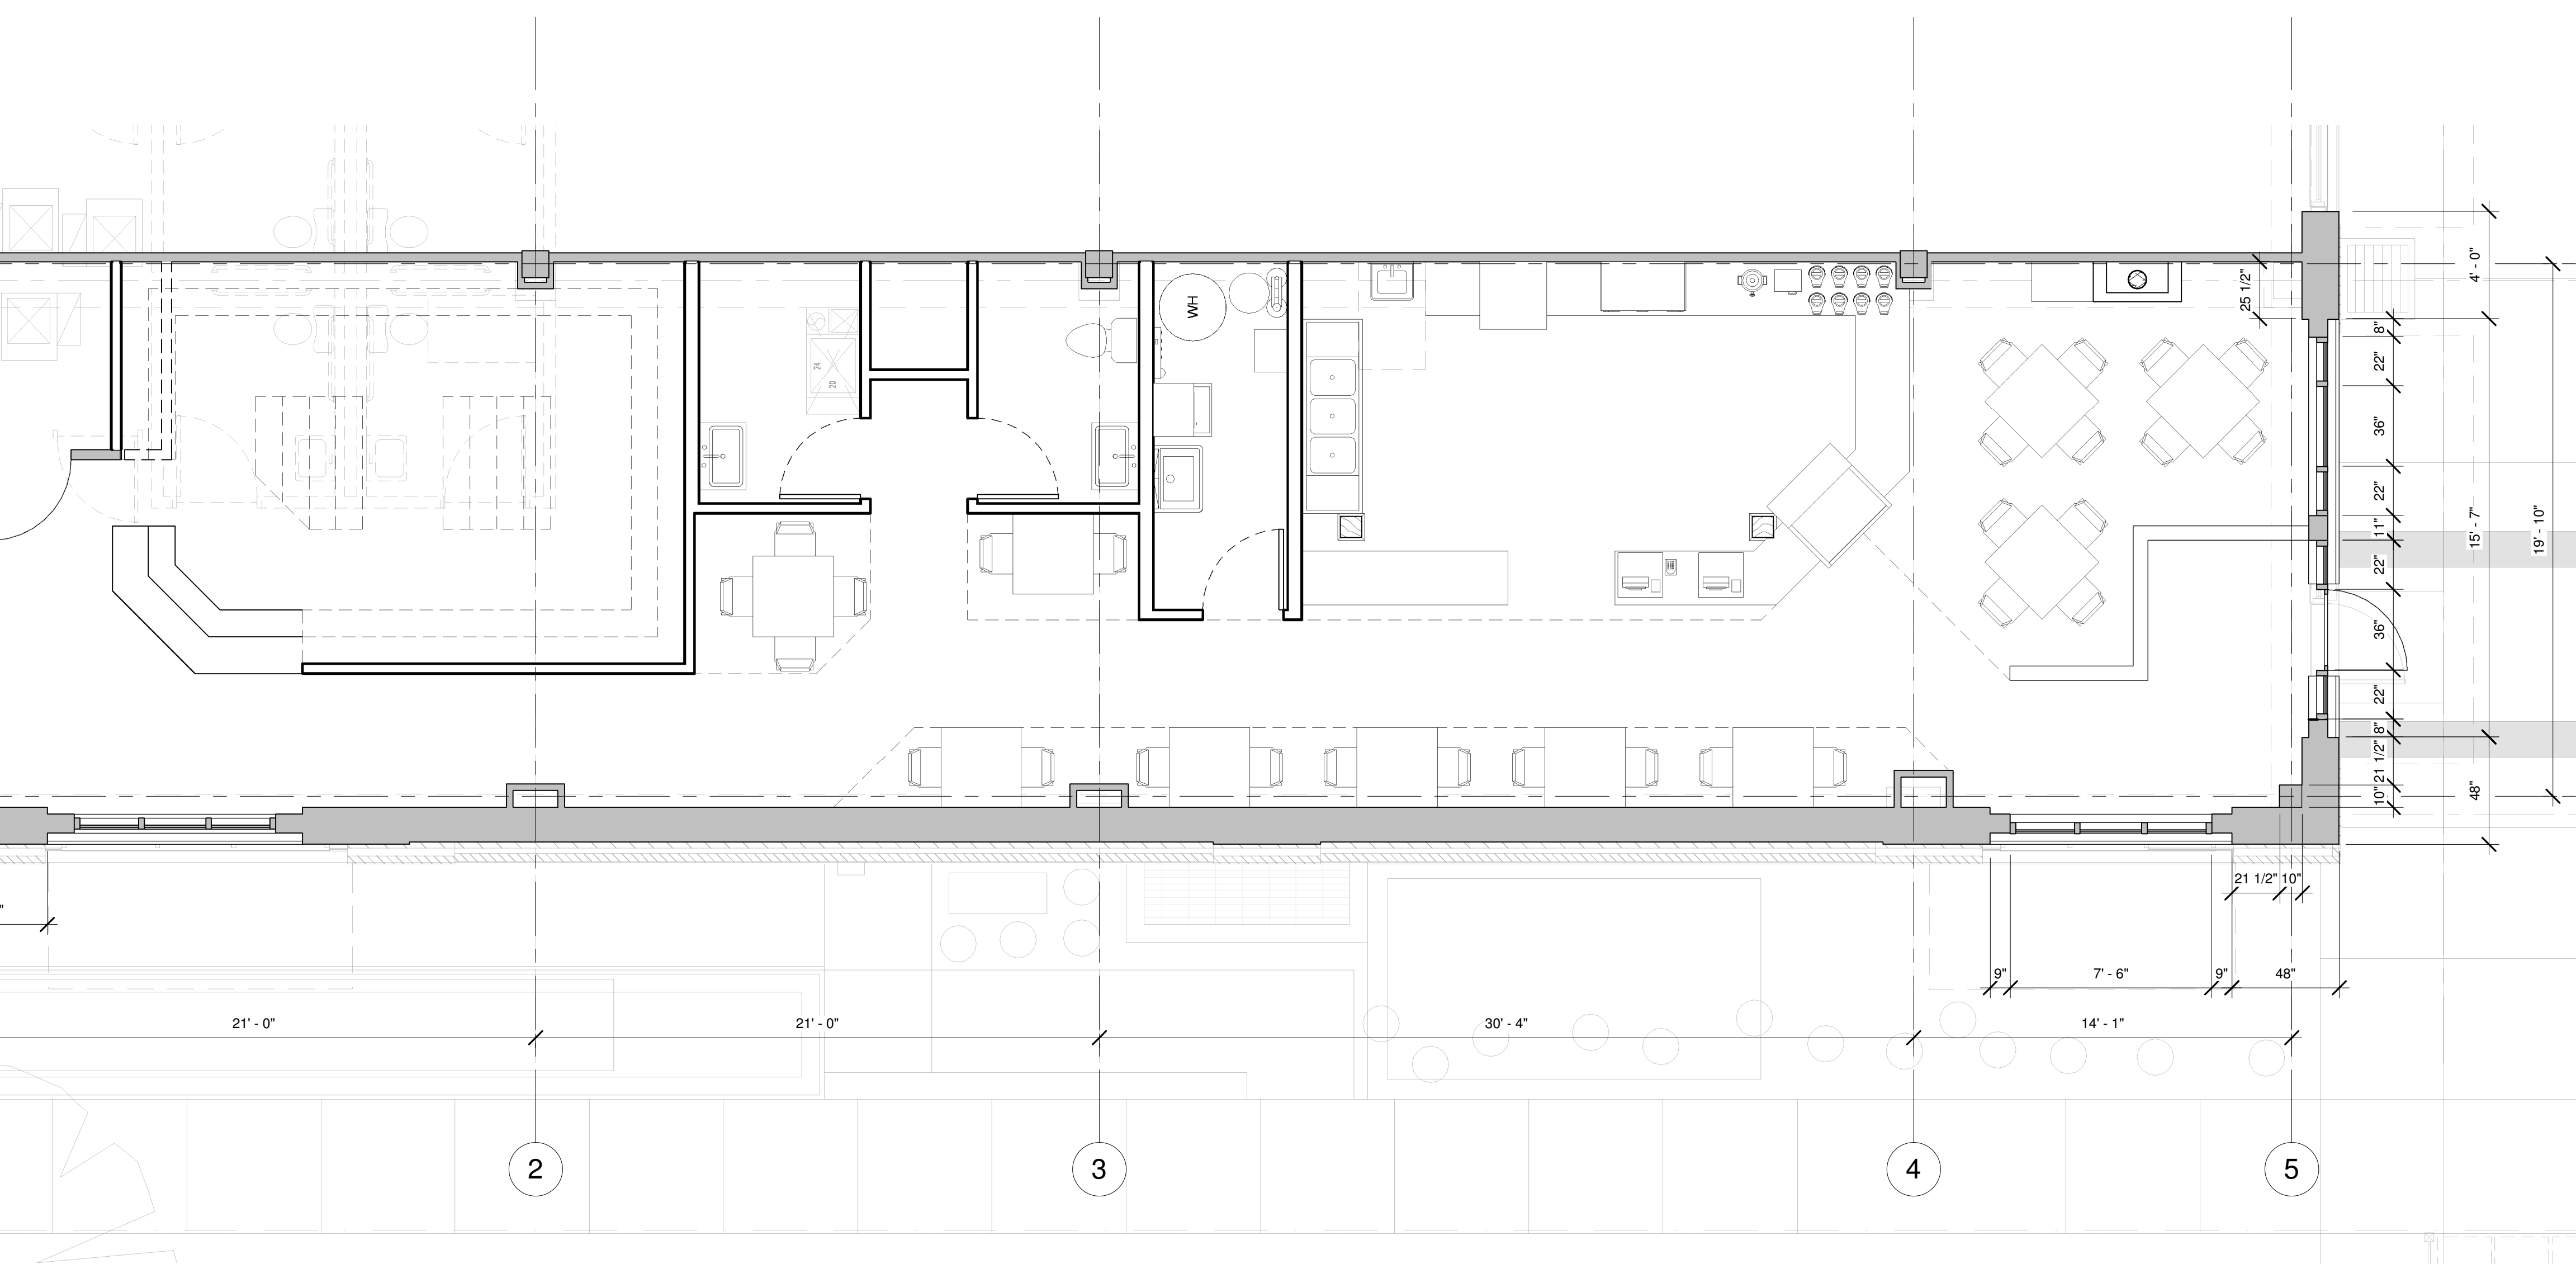 WH
24
20
25 1/2"
4' - 0"
8"
22"
36"
22"
11"
22"
36"
22"
8"
21 1/2"
10"
15' - 7"
48"
19' - 10"
"
21 1/2" 10"
9" 7' - 6" 9" 48"
21' - 0" 21' - 0" 30' - 4" 14' - 1"
2 3 4 5